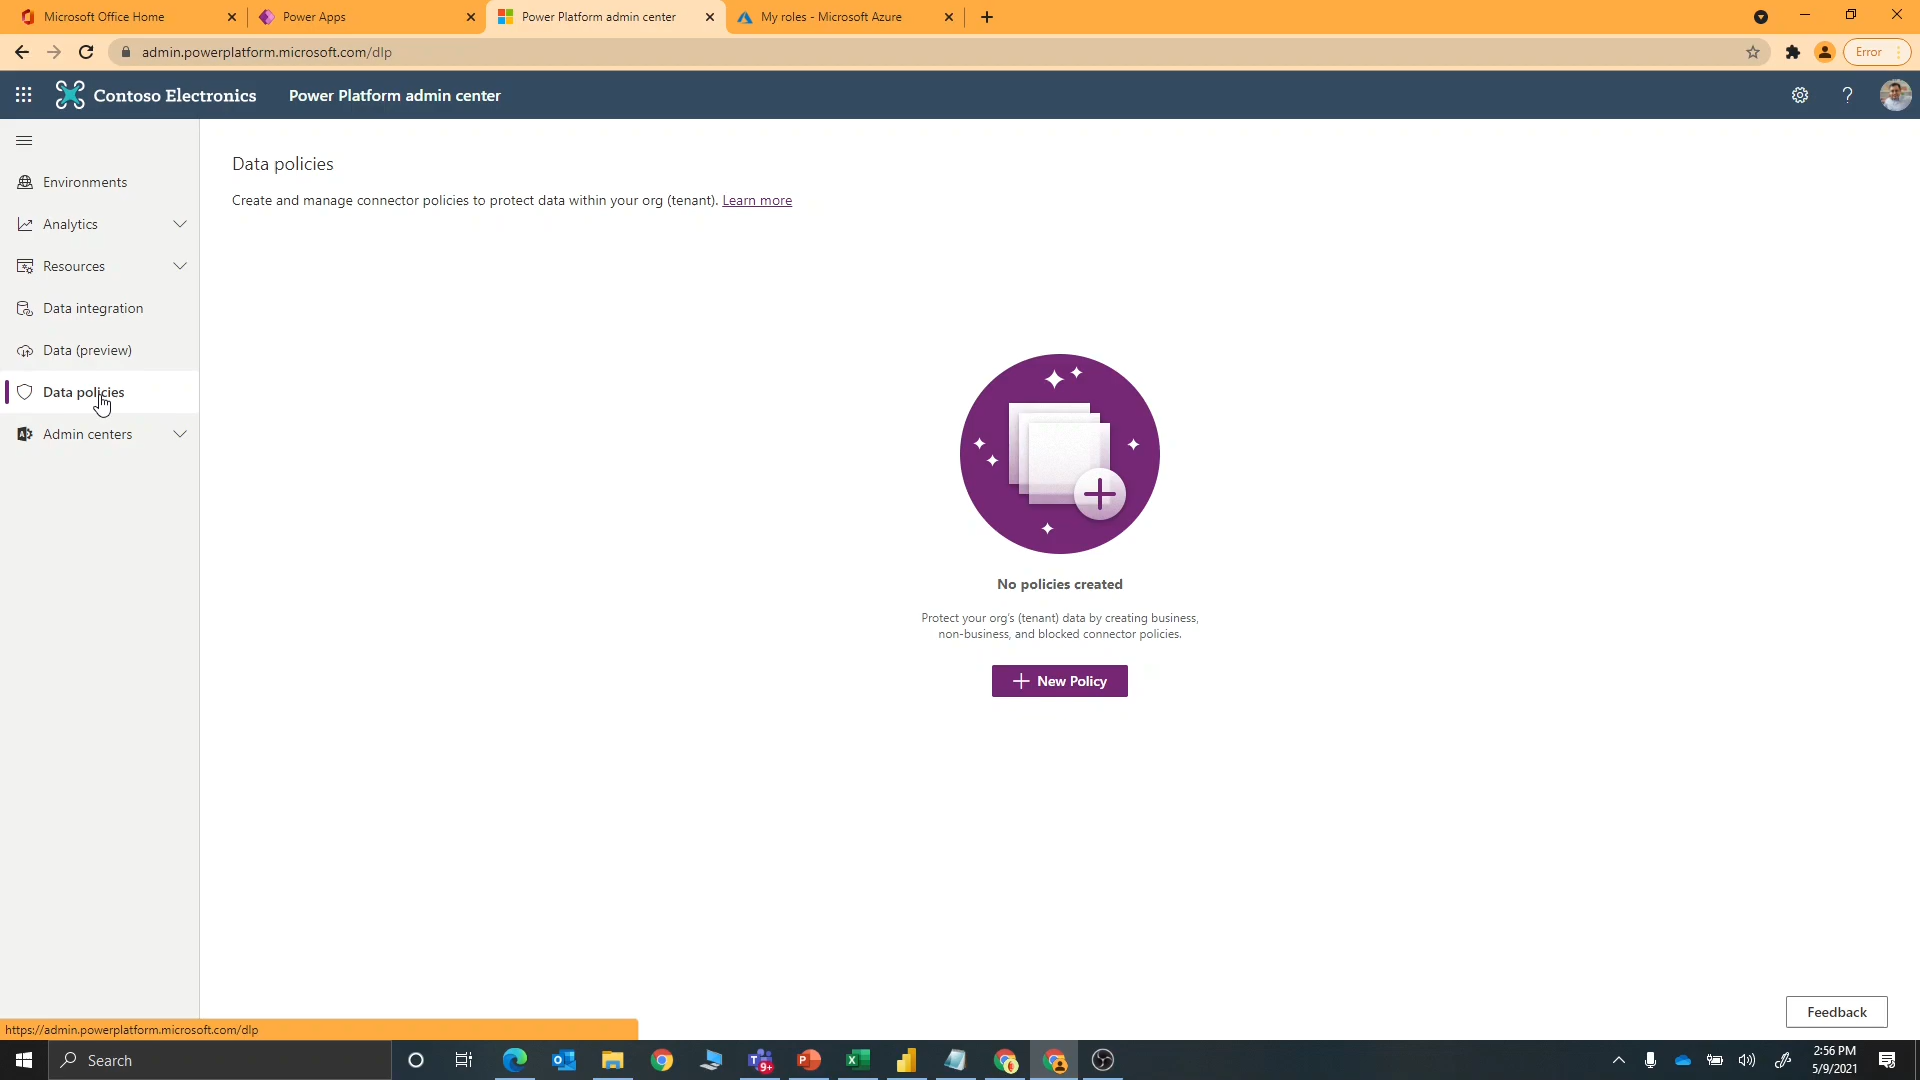 Microsoft Office Home
Power Apps
Power Platform admin center
My roles - Microsoft Azure
admin.powerplatform.microsoft.com/dlp
Error
Contoso Electronics
Power Platform admin center
Environments
Analytics
Resources
Data integration
Data (preview)
Data policies
Admin centers
Data policies
Create and manage connector policies to protect data within your org (tenant). Learn more
No policies created
Protect your org's (tenant) data by creating business,
non-business, and blocked connector policies.
New Policy
Feedback
https://admin.powerplatform.microsoft.com/dlp
Search
9+
2:56 PM
5/9/2021